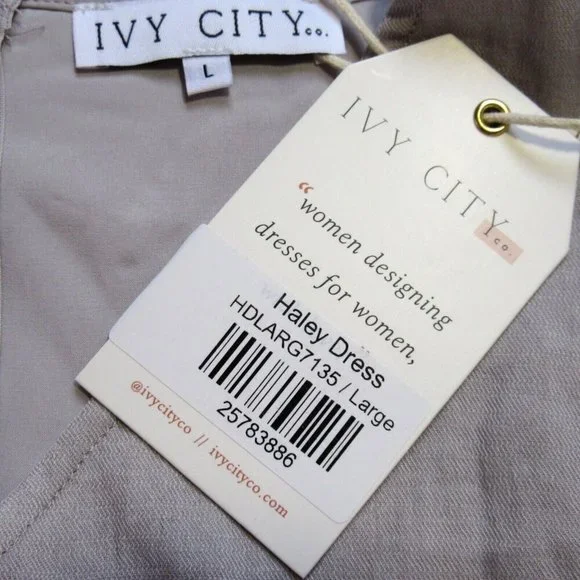 IVY CITY co.
L
IVY CITY co.
“women designing
dresses for women,
Haley Dress
HDLARG7135 / Large
25783886
@ivycityco // ivycityco.com